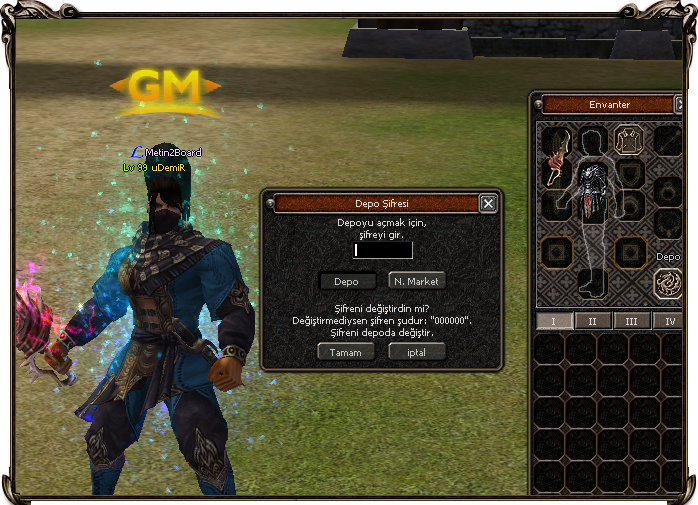 GM
Metin2Board
Lv 99 uDemiR
Envanter
Depo Şifresi
Depoyu açmak için,
şifreyi gir.
Depo
N. Market
Depo
Şifreni değiştirdin mi?
Değiştirmediysen şifren şudur: "000000".
Şifreni depoda değiştir.
Tamam
iptal
I
II
III
IV